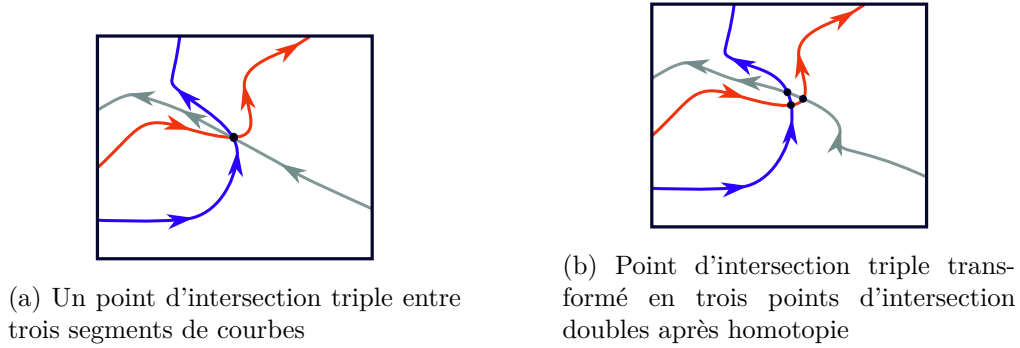 (a) Un point d'intersection triple entre
trois segments de courbes
(b) Point d'intersection triple trans-
formé en trois points d'intersection
doubles après homotopie